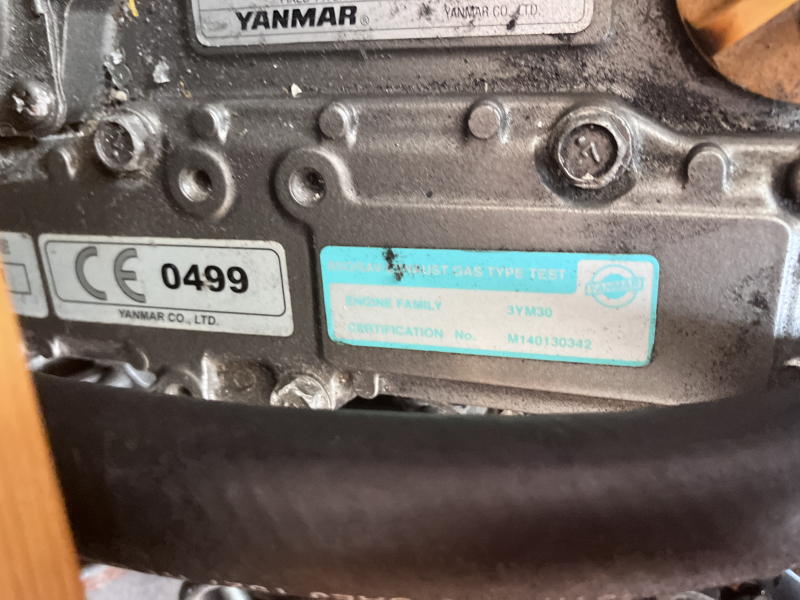 YANMAR®
YANMAR CO., LTD.
CE 0499
YANMAR CO., LTD.
EXHAUST GAS TYPE TEST
YANMAR
ENGINE FAMILY 3YM30
CERTIFICATION No. M140130342